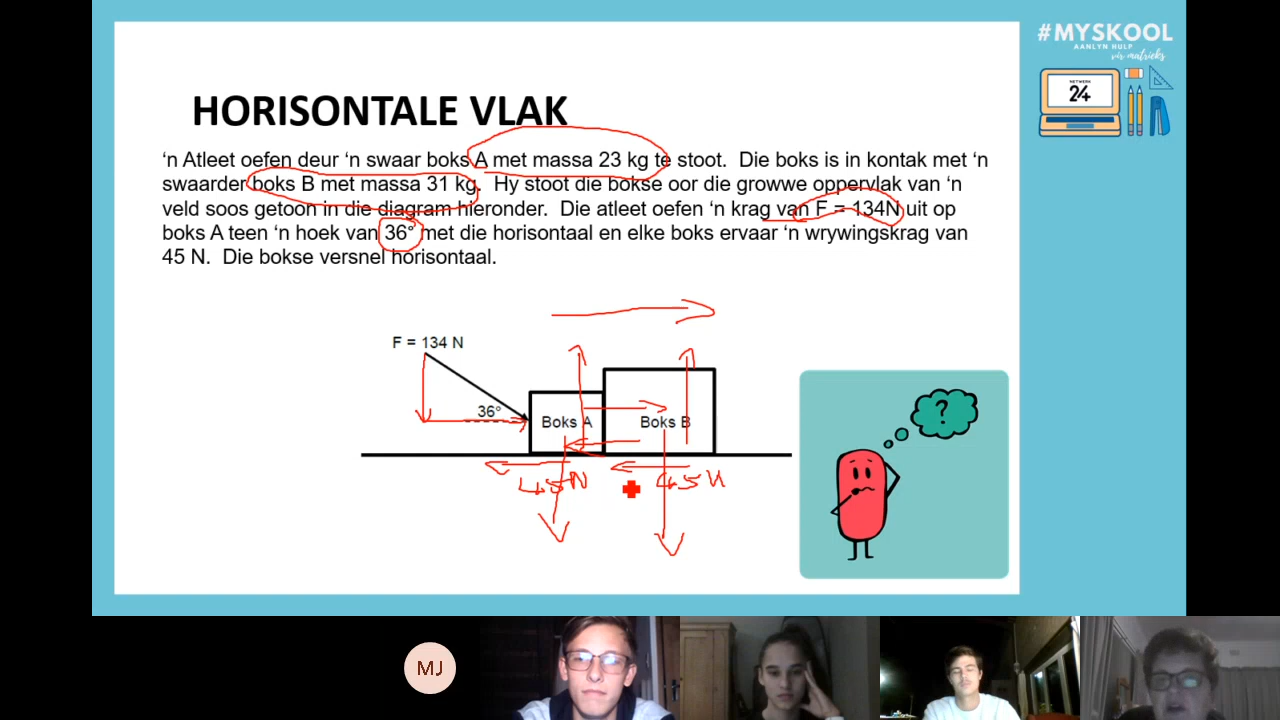 #MYSKOOL
AANLYN HULP
vir matrieks
NETWERK
24
HORISONTALE VLAK
‘n Atleet oefen deur ‘n swaar boks A met massa 23 kg te stoot. Die boks is in kontak met ‘n
swaarder boks B met massa 31 kg. Hy stoot die bokse oor die growwe oppervlak van ‘n
veld soos getoon in die diagram hieronder. Die atleet oefen ‘n krag van F = 134N uit op
boks A teen ‘n hoek van 36° met die horisontaal en elke boks ervaar ‘n wrywingskrag van
45 N. Die bokse versnel horisontaal.
F = 134 N
36°
Boks A
Boks B
45N
45N
?
MJ